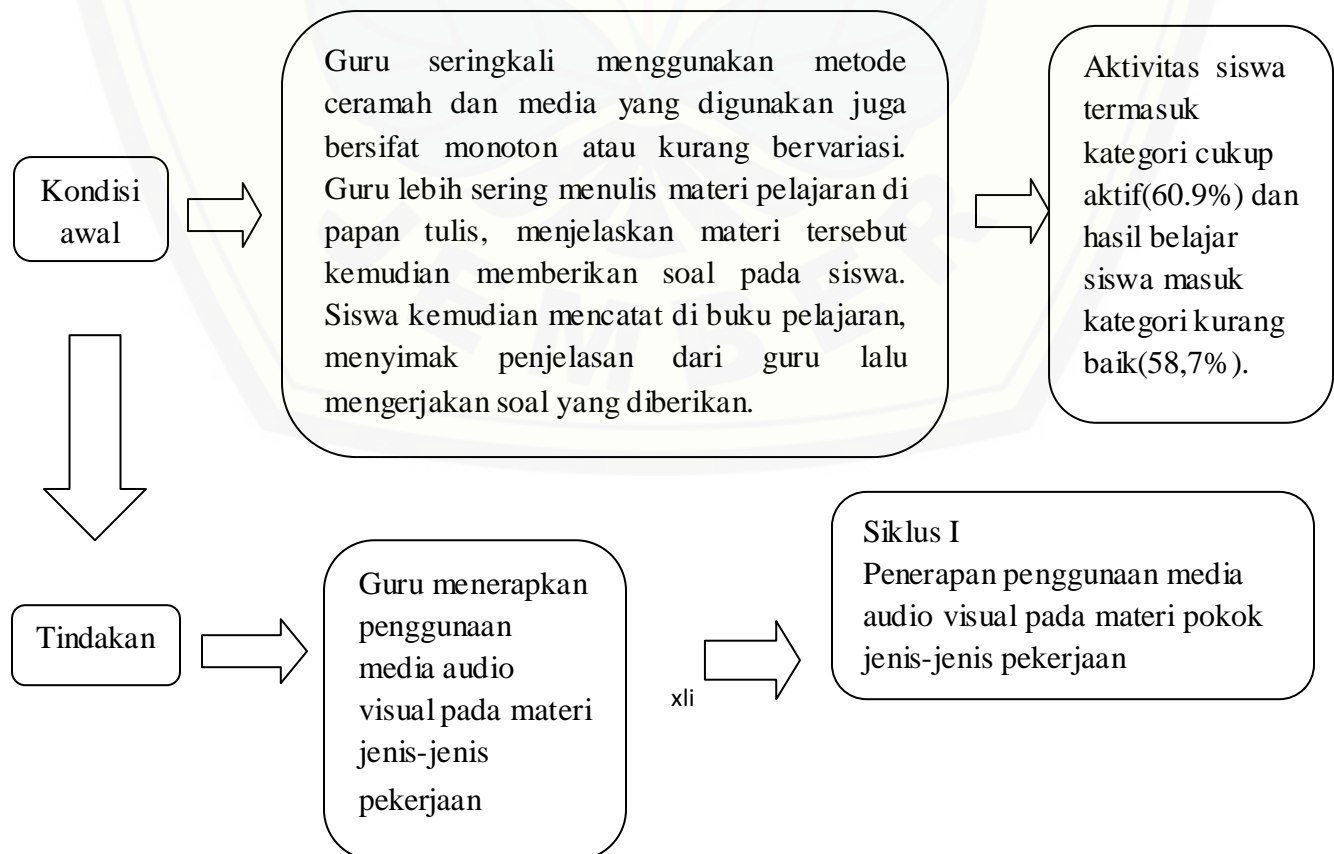 Kondisi
awal
Guru seringkali menggunakan metode
ceramah dan media yang digunakan juga
bersifat monoton atau kurang bervariasi.
Guru lebih sering menulis materi pelajaran di
papan tulis, menjelaskan materi tersebut
kemudian memberikan soal pada siswa.
Siswa kemudian mencatat di buku pelajaran,
menyimak penjelasan dari guru lalu
mengerjakan soal yang diberikan.
Aktivitas siswa
termasuk
kategori cukup
aktif(60.9%) dan
hasil belajar
siswa masuk
kategori kurang
baik(58,7%).
Tindakan
Guru menerapkan
penggunaan
media audio
visual pada materi
jenis-jenis
pekerjaan
xli
Siklus I
Penerapan penggunaan media
audio visual pada materi pokok
jenis-jenis pekerjaan
JEMBER